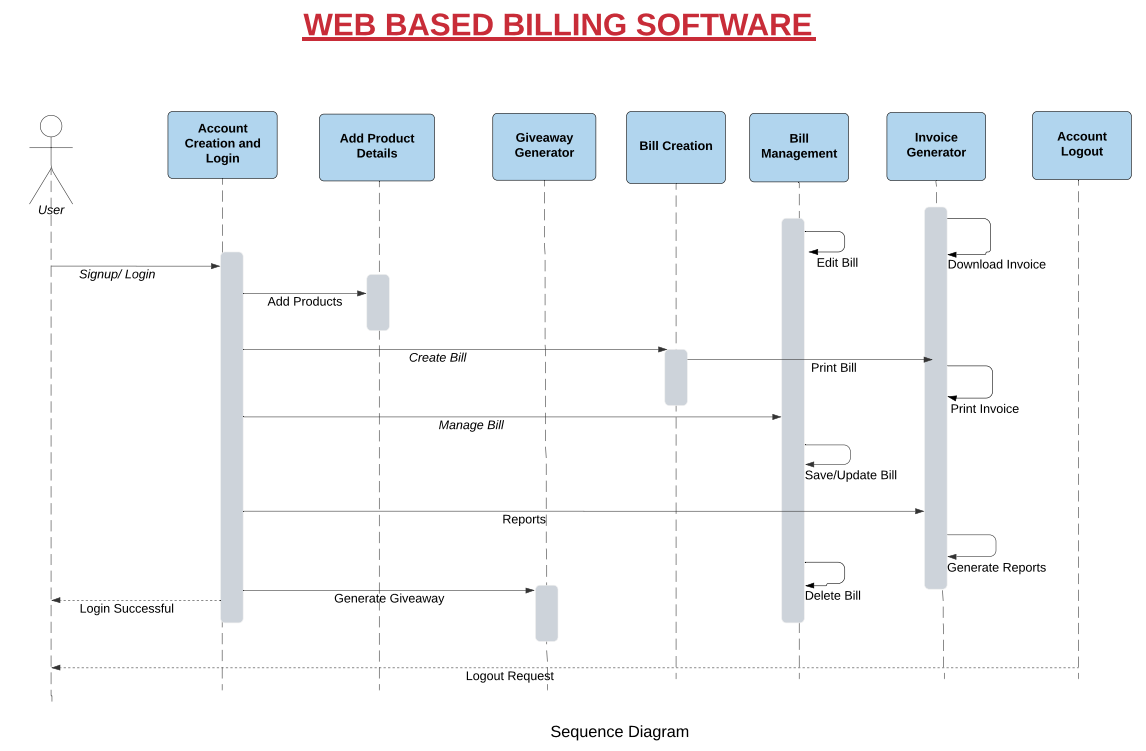 WEB BASED BILLING SOFTWARE
Account
Creation and
Login
Add Product
Details
Giveaway
Generator
Bill Creation
Bill
Management
Invoice
Generator
Account
Logout
User
Signup/ Login
Edit Bill
Download Invoice
Add Products
Create Bill
Print Bill
Print Invoice
Manage Bill
Save/Update Bill
Reports
Generate Reports
Login Successful
Generate Giveaway
Delete Bill
Logout Request
Sequence Diagram